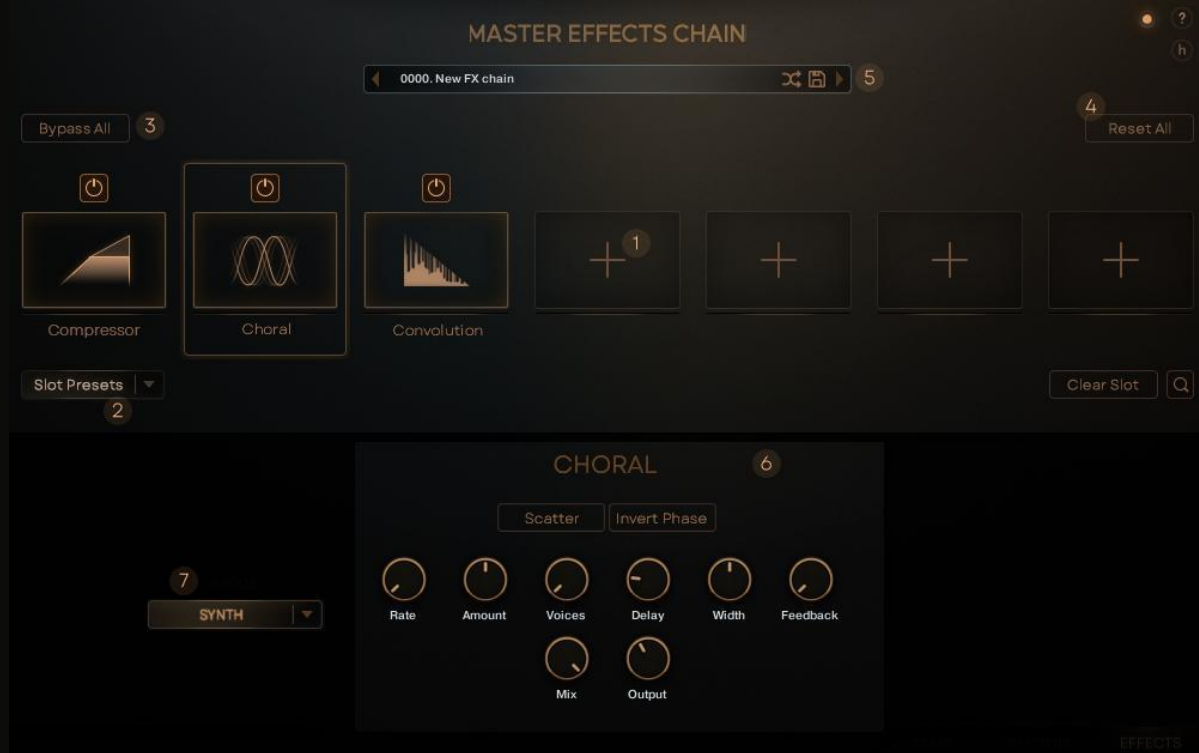 MASTER EFFECTS CHAIN
?
h
0000. New FX chain
5
Bypass All
3
4
Reset All
1
Compressor
Choral
Convolution
Slot Presets
2
Clear Slot
CHORAL
6
Scatter
Invert Phase
7
SYNTH
Rate
Amount
Voices
Delay
Width
Feedback
Mix
Output
EFFECTS